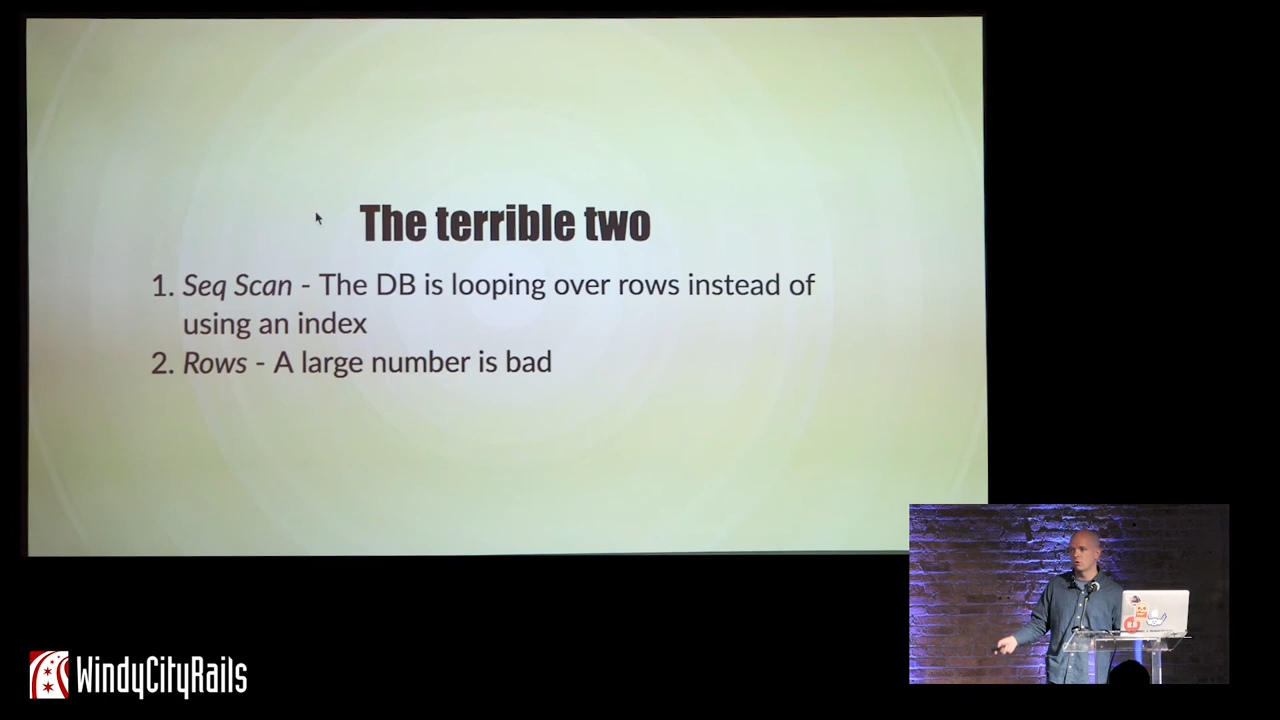 The terrible two
1. Seq Scan - The DB is looping over rows instead of
using an index
2. Rows - A large number is bad
WindyCityRails